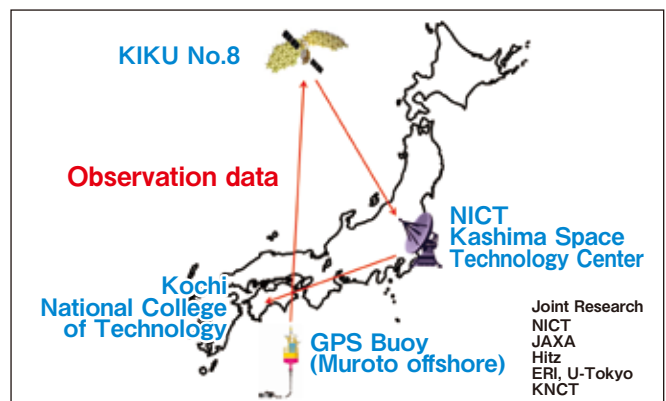 KIKU No.8
Observation data
NICT
Kashima Space
Technology Center
Kochi
National College
of Technology
GPS Buoy
(Muroto offshore)
Joint Research
NICT
JAXA
Hitz
ERI, U-Tokyo
KNCT